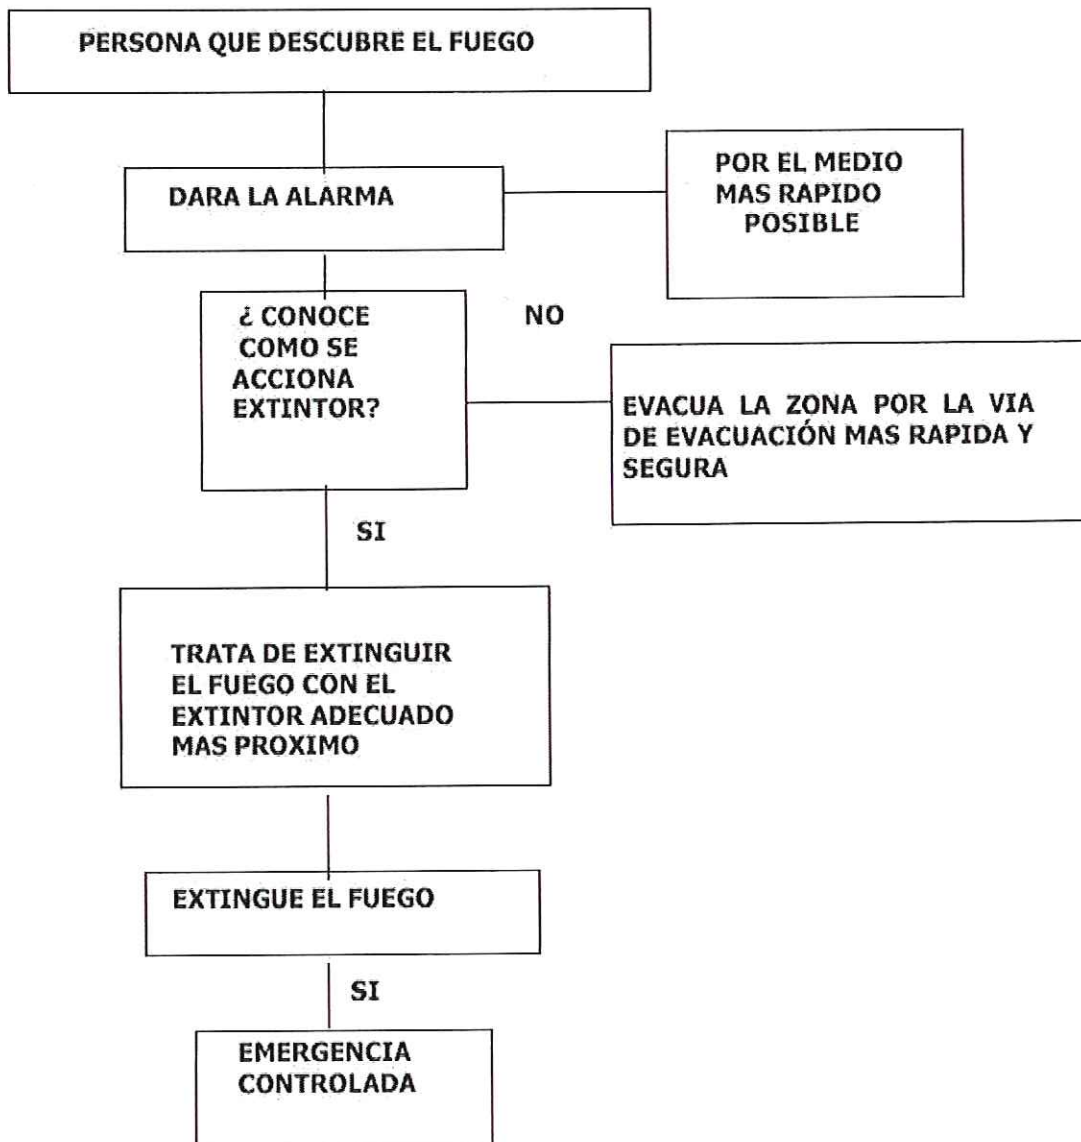 PERSONA QUE DESCUBRE EL FUEGO
DARA LA ALARMA
POR EL MEDIO
MAS RAPIDO
POSIBLE
¿ CONOCE
COMO SE
ACCIONA
EXTINTOR?
NO
EVACUA LA ZONA POR LA VIA
DE EVACUACIÓN MAS RAPIDA Y
SEGURA
SI
TRATA DE EXTINGUIR
EL FUEGO CON EL
EXTINTOR ADECUADO
MAS PROXIMO
EXTINGUE EL FUEGO
SI
EMERGENCIA
CONTROLADA